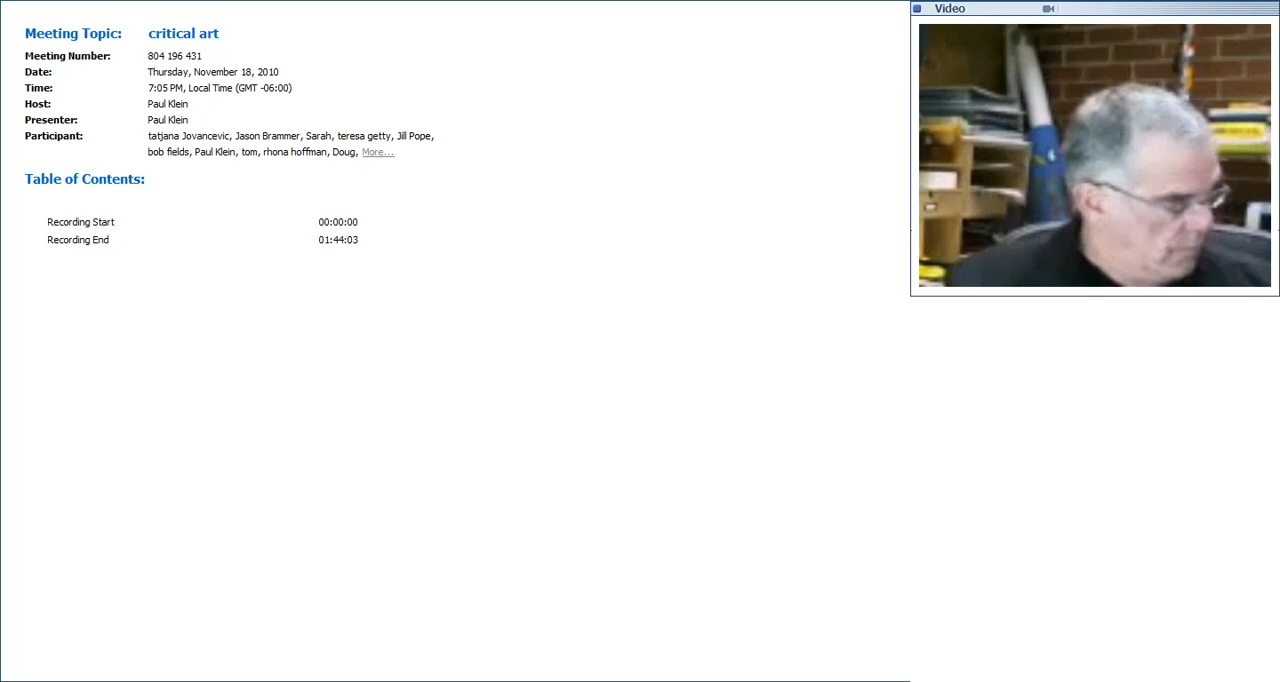 Meeting Topic: critical art
Meeting Number: 804 196 431
Date: Thursday, November 18, 2010
Time: 7:05 PM, Local Time (GMT -06:00)
Host: Paul Klein
Presenter: Paul Klein
Participant: tatjana Jovancevic, Jason Brammer, Sarah, teresa getty, Jill Pope,
bob fields, Paul Klein, tom, rhona hoffman, Doug, More...
Table of Contents:
Recording Start 00:00:00
Recording End 01:44:03
Video